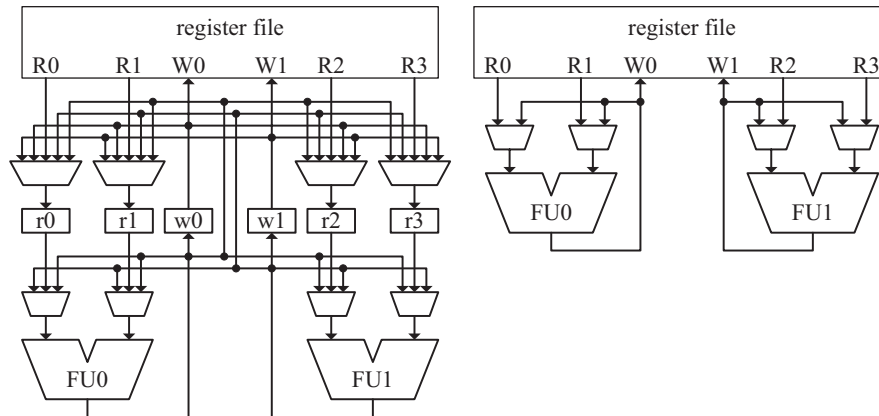 register file
R0 R1 W0 W1 R2 R3
r0 r1 w0 w1 r2 r3
FU0 FU1
register file
R0 R1 W0 W1 R2 R3
FU0 FU1